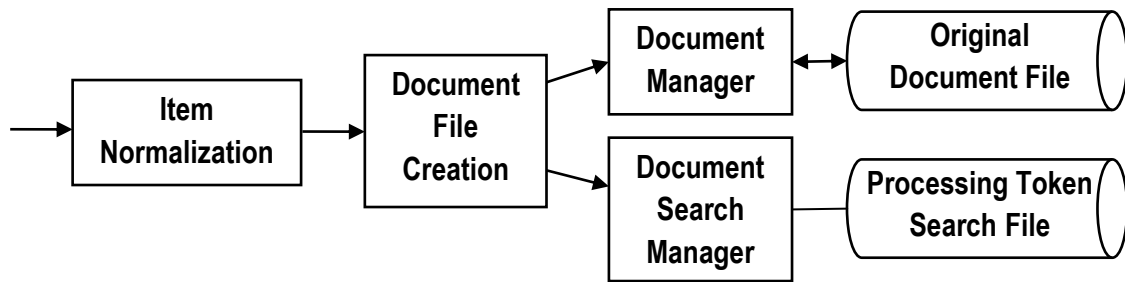 Item
Normalization
Document
File
Creation
Document
Manager
Original
Document File
Document
Search
Manager
Processing Token
Search File